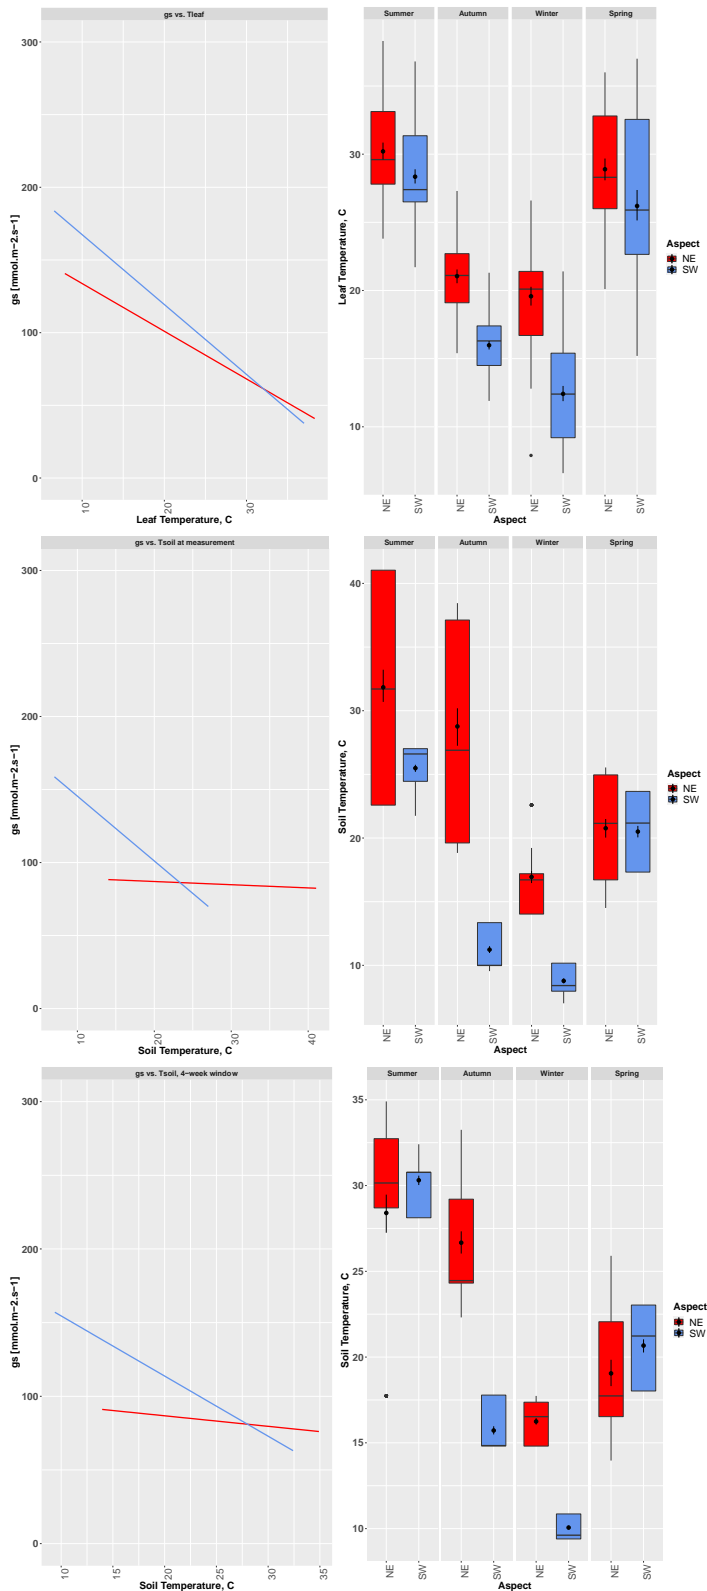 gs vs. Tleaf
300
200
100
0
gs [mmol.m−2.s−1]
10
30
Leaf Temperature, C
Summer Autumn Winter Spring
30
20
10
Leaf Temperature, C
NE SW NE SW NE SW NE SW
Aspect
Aspect
NE
SW
gs vs. Tsoil at measurement
300
200
100
0
gs [mmol.m−2.s−1]
10 20 30 40
Soil Temperature, C
Summer Autumn Winter Spring
40
30
20
10
Soil Temperature, C
NE SW NE SW NE SW NE SW
Aspect
Aspect
NE
SW
gs vs. Tsoil, 4−week window
300
200
100
0
gs [mmol.m−2.s−1]
10 15 20 25 30 35
Soil Temperature, C
Summer Autumn Winter Spring
35
30
25
20
15
10
Soil Temperature, C
NE SW NE SW NE SW NE SW
Aspect
Aspect
NE
SW